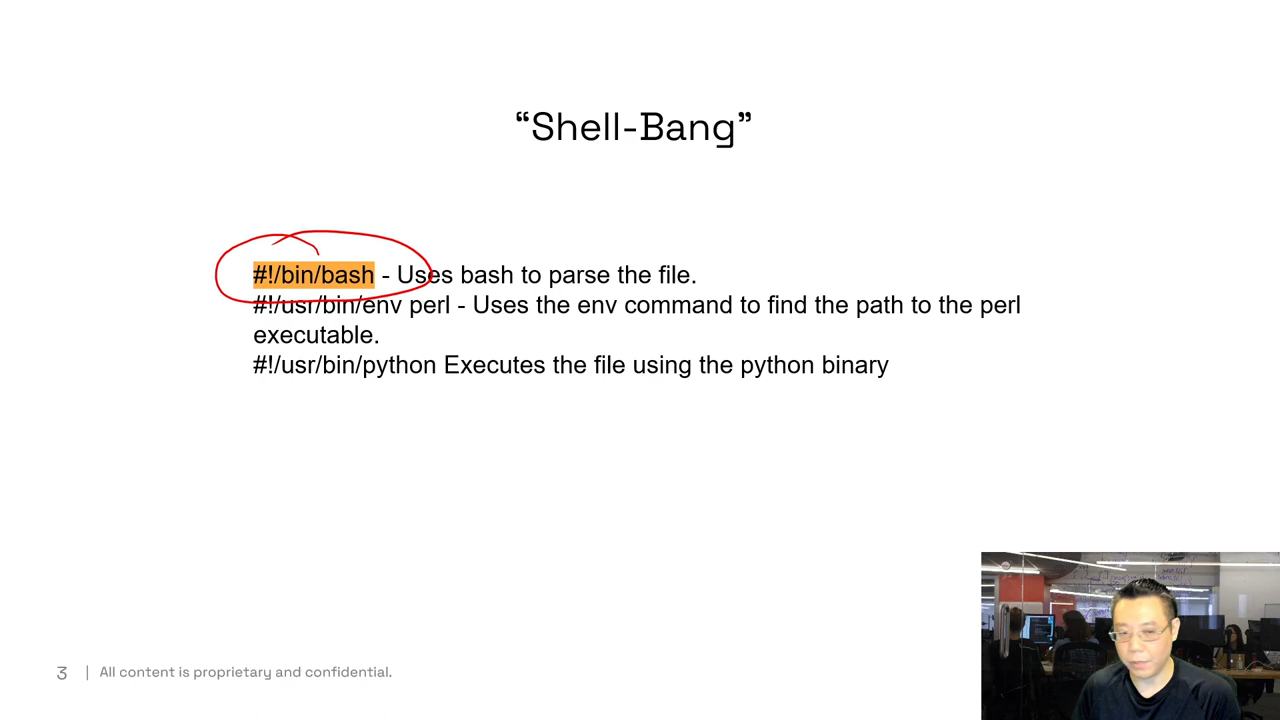 “Shell-Bang”
#!/bin/bash - Uses bash to parse the file.
#!/usr/bin/env perl - Uses the env command to find the path to the perl
executable.
#!/usr/bin/python Executes the file using the python binary
3 | All content is proprietary and confidential.